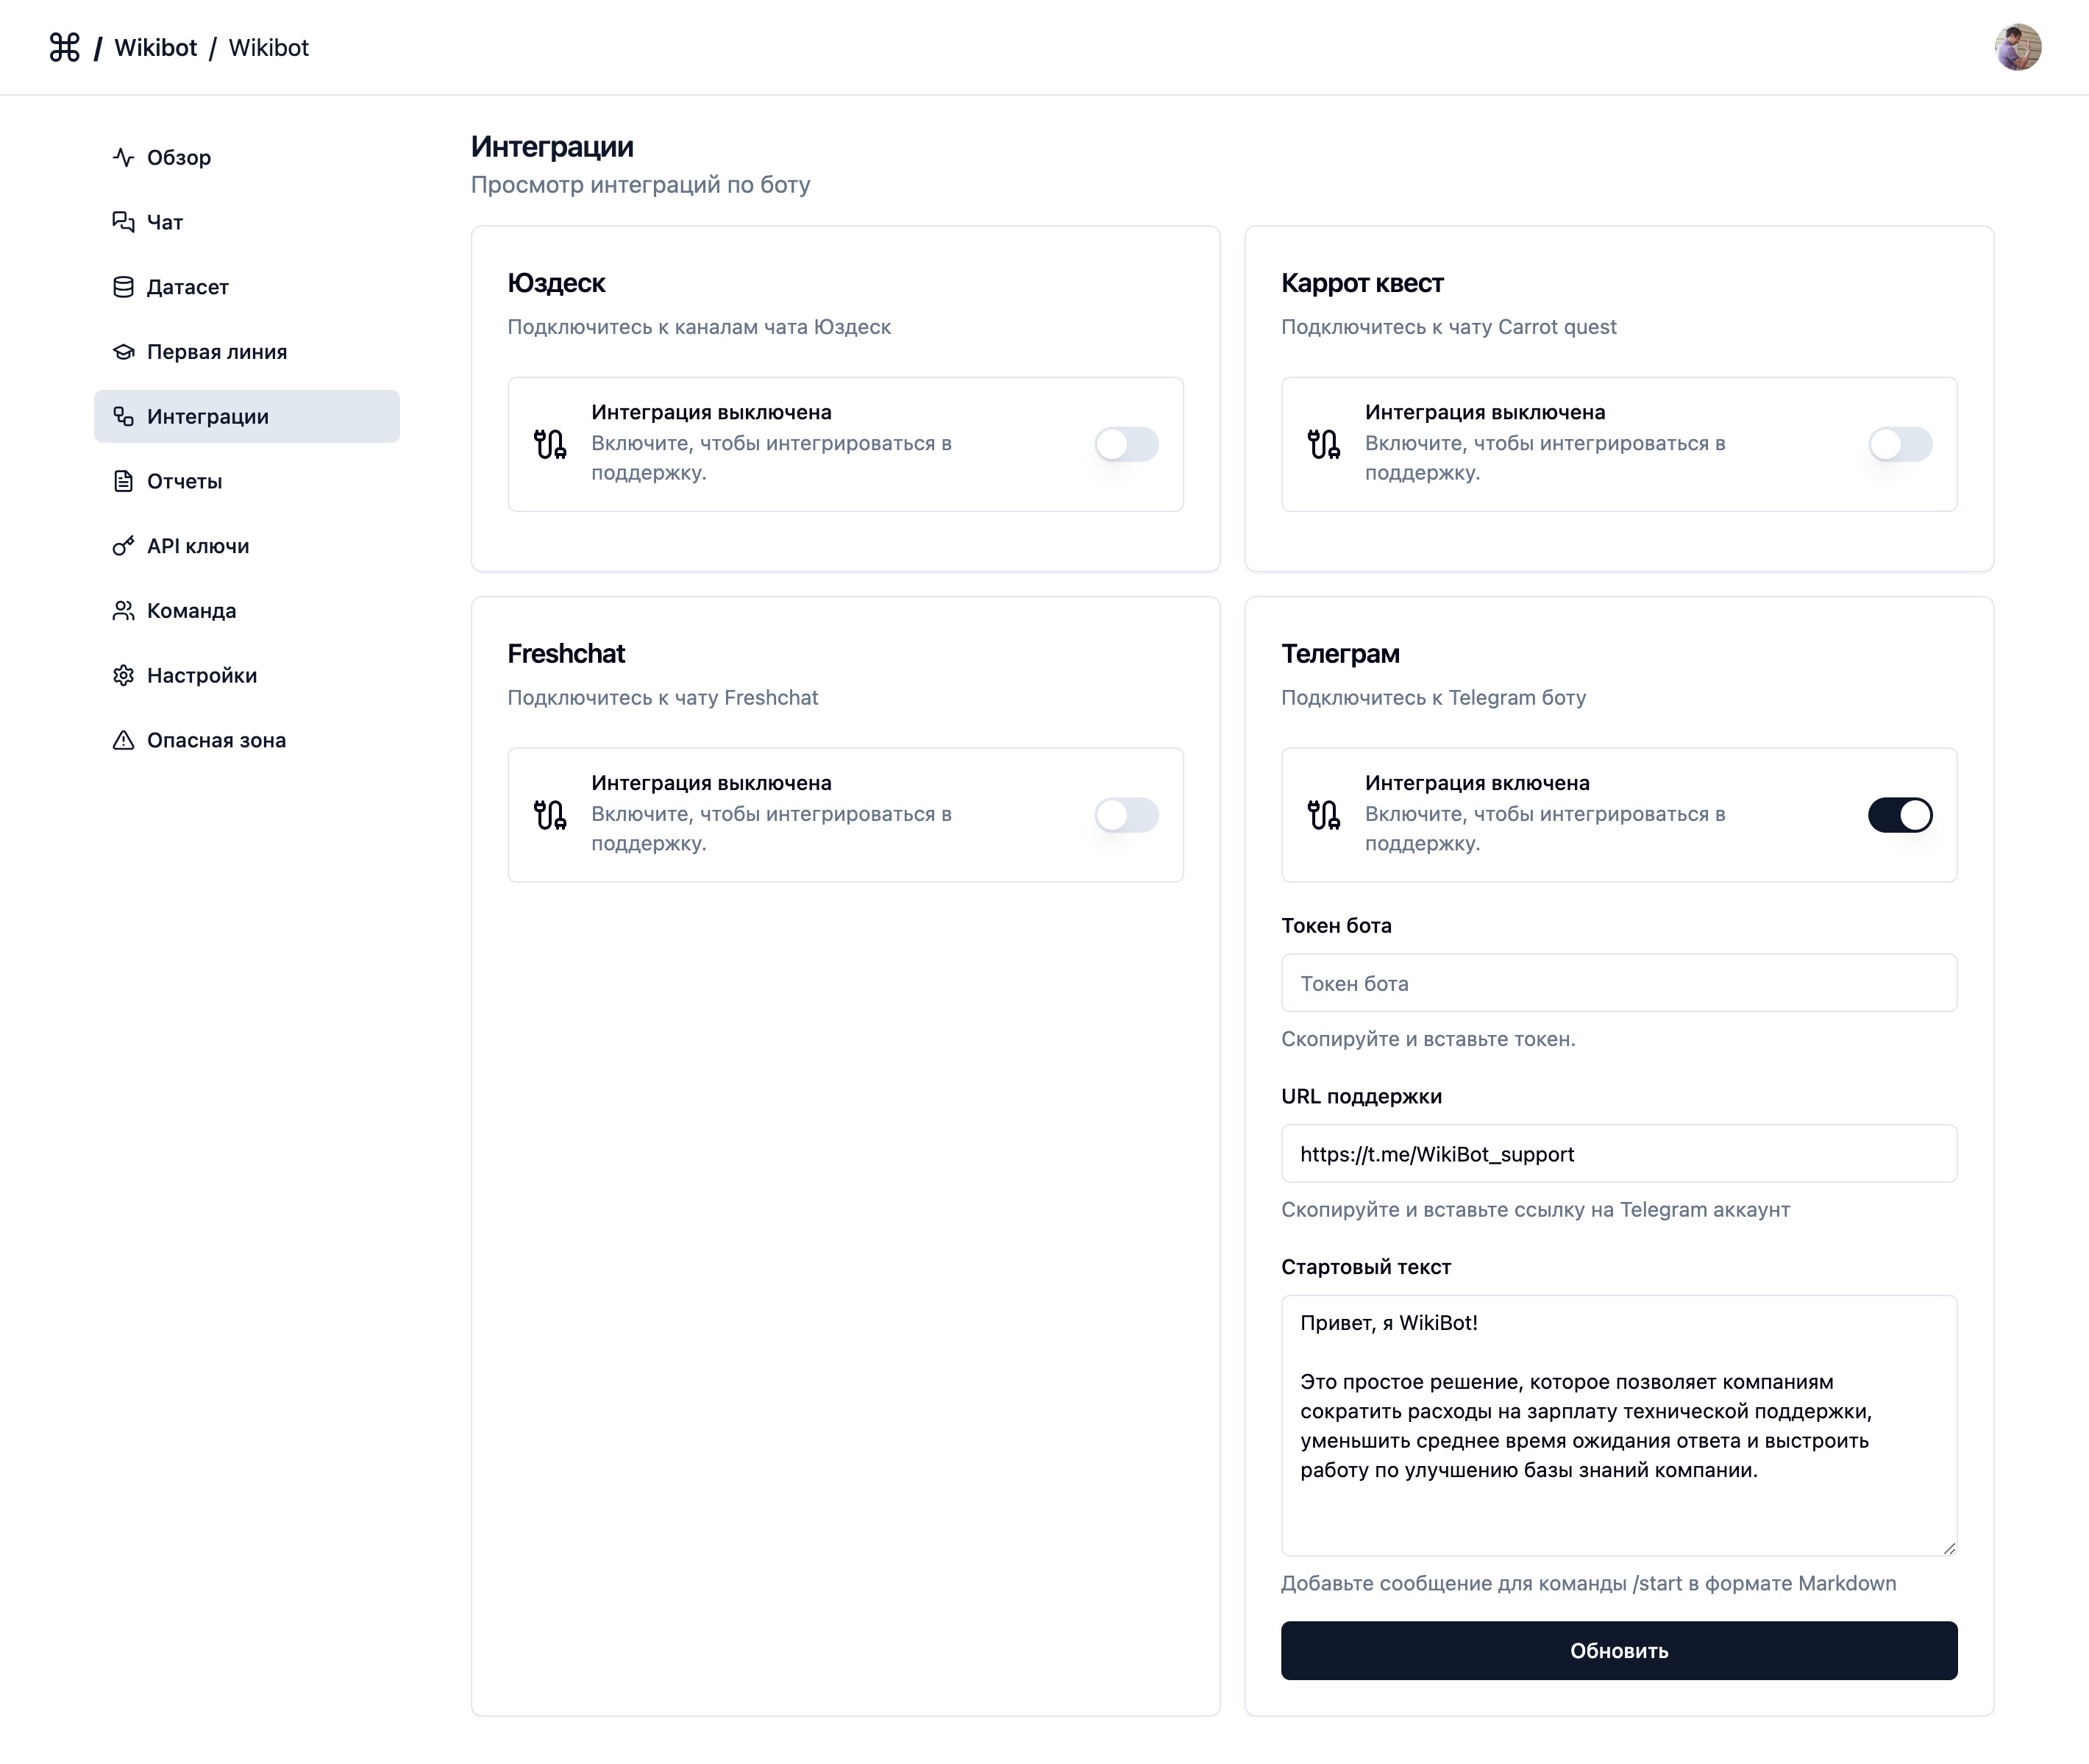 / Wikibot / Wikibot
Обзор
Чат
Датасет
Первая линия
Интеграции
Отчеты
API ключи
Команда
Настройки
Опасная зона
Интеграции
Просмотр интеграций по боту
Юздеск
Подключитесь к каналам чата Юздеск
Интеграция выключена
Включите, чтобы интегрироваться в
поддержку.
Каррот квест
Подключитесь к чату Carrot quest
Интеграция выключена
Включите, чтобы интегрироваться в
поддержку.
Freshchat
Подключитесь к чату Freshchat
Интеграция выключена
Включите, чтобы интегрироваться в
поддержку.
Телеграм
Подключитесь к Telegram боту
Интеграция включена
Включите, чтобы интегрироваться в
поддержку.
Токен бота
Токен бота
Скопируйте и вставьте токен.
URL поддержки
https://t.me/WikiBot_support
Скопируйте и вставьте ссылку на Telegram аккаунт
Стартовый текст
Привет, я WikiBot!
Это простое решение, которое позволяет компаниям
сократить расходы на зарплату технической поддержки,
уменьшить среднее время ожидания ответа и выстроить
работу по улучшению базы знаний компании.
Добавьте сообщение для команды /start в формате Markdown
Обновить